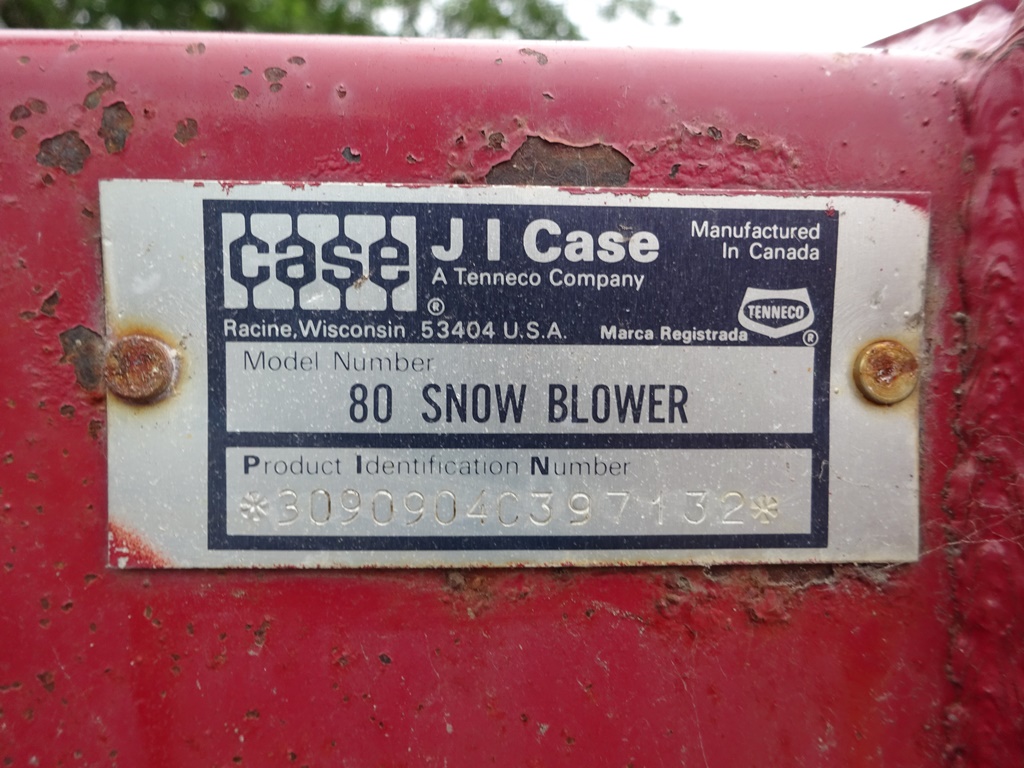 case J I Case
A Tenneco Company
®
Manufactured
In Canada
TENNECO
®
Racine, Wisconsin 53404 U.S.A. Marca Registrada
Model Number
80 SNOW BLOWER
Product Identification Number
*3090904C397132*